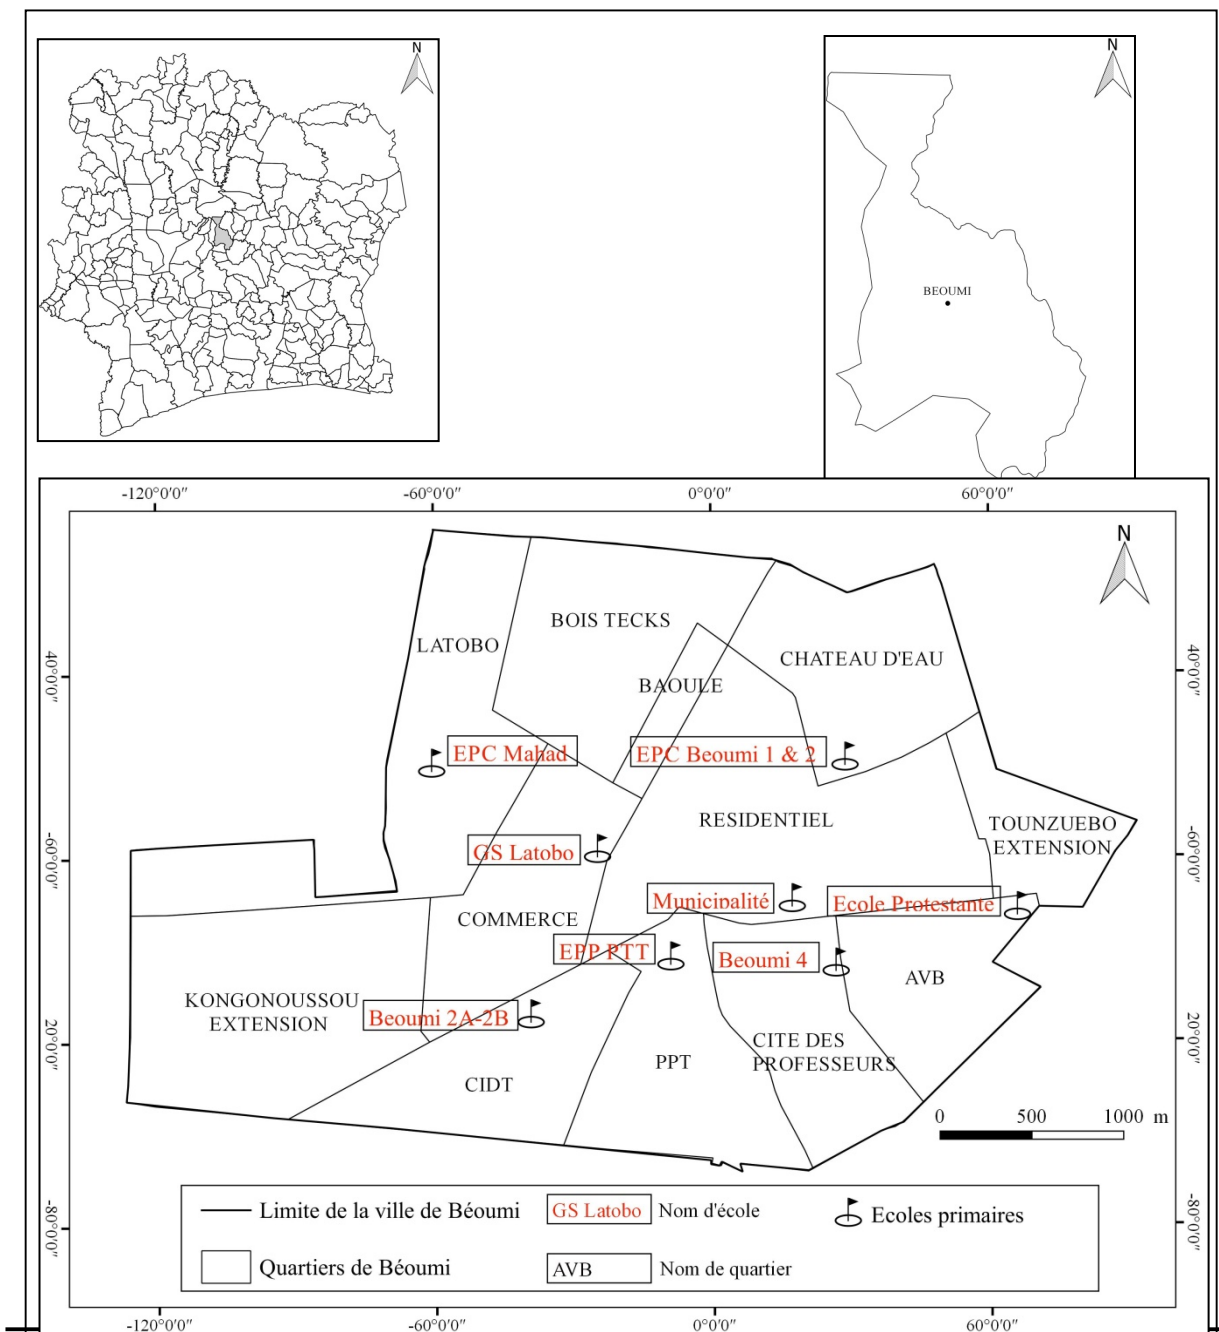 N
N
BEOUMI
-120°0'0" -60°0'0" 0°0'0" 60°0'0"
N
BOIS TECKS
LATOBO
CHATEAU D'EAU
40°0'0"
40°0'0"
BAOULE
EPC Mahad
EPC Beoumi 1 & 2
RESIDENTIEL
TOUNZUEBO
EXTENSION
GS Latobo
-60°0'0"
-60°0'0"
Municipalité
Ecole Protestante
COMMERCE
EPP PTT
Beoumi 4
AVB
KONGONOUSSOU
EXTENSION
Beoumi 2A-2B
20°0'0"
20°0'0"
CITE DES
PROFESSEURS
PPT
CIDT
0 500 1000 m
-80°0'0"
-80°0'0"
Limite de la ville de Béoumi
GS Latobo
Nom d'école
Ecoles primaires
Quartiers de Béoumi
AVB
Nom de quartier
-120°0'0" -60°0'0" 0°0'0" 60°0'0"